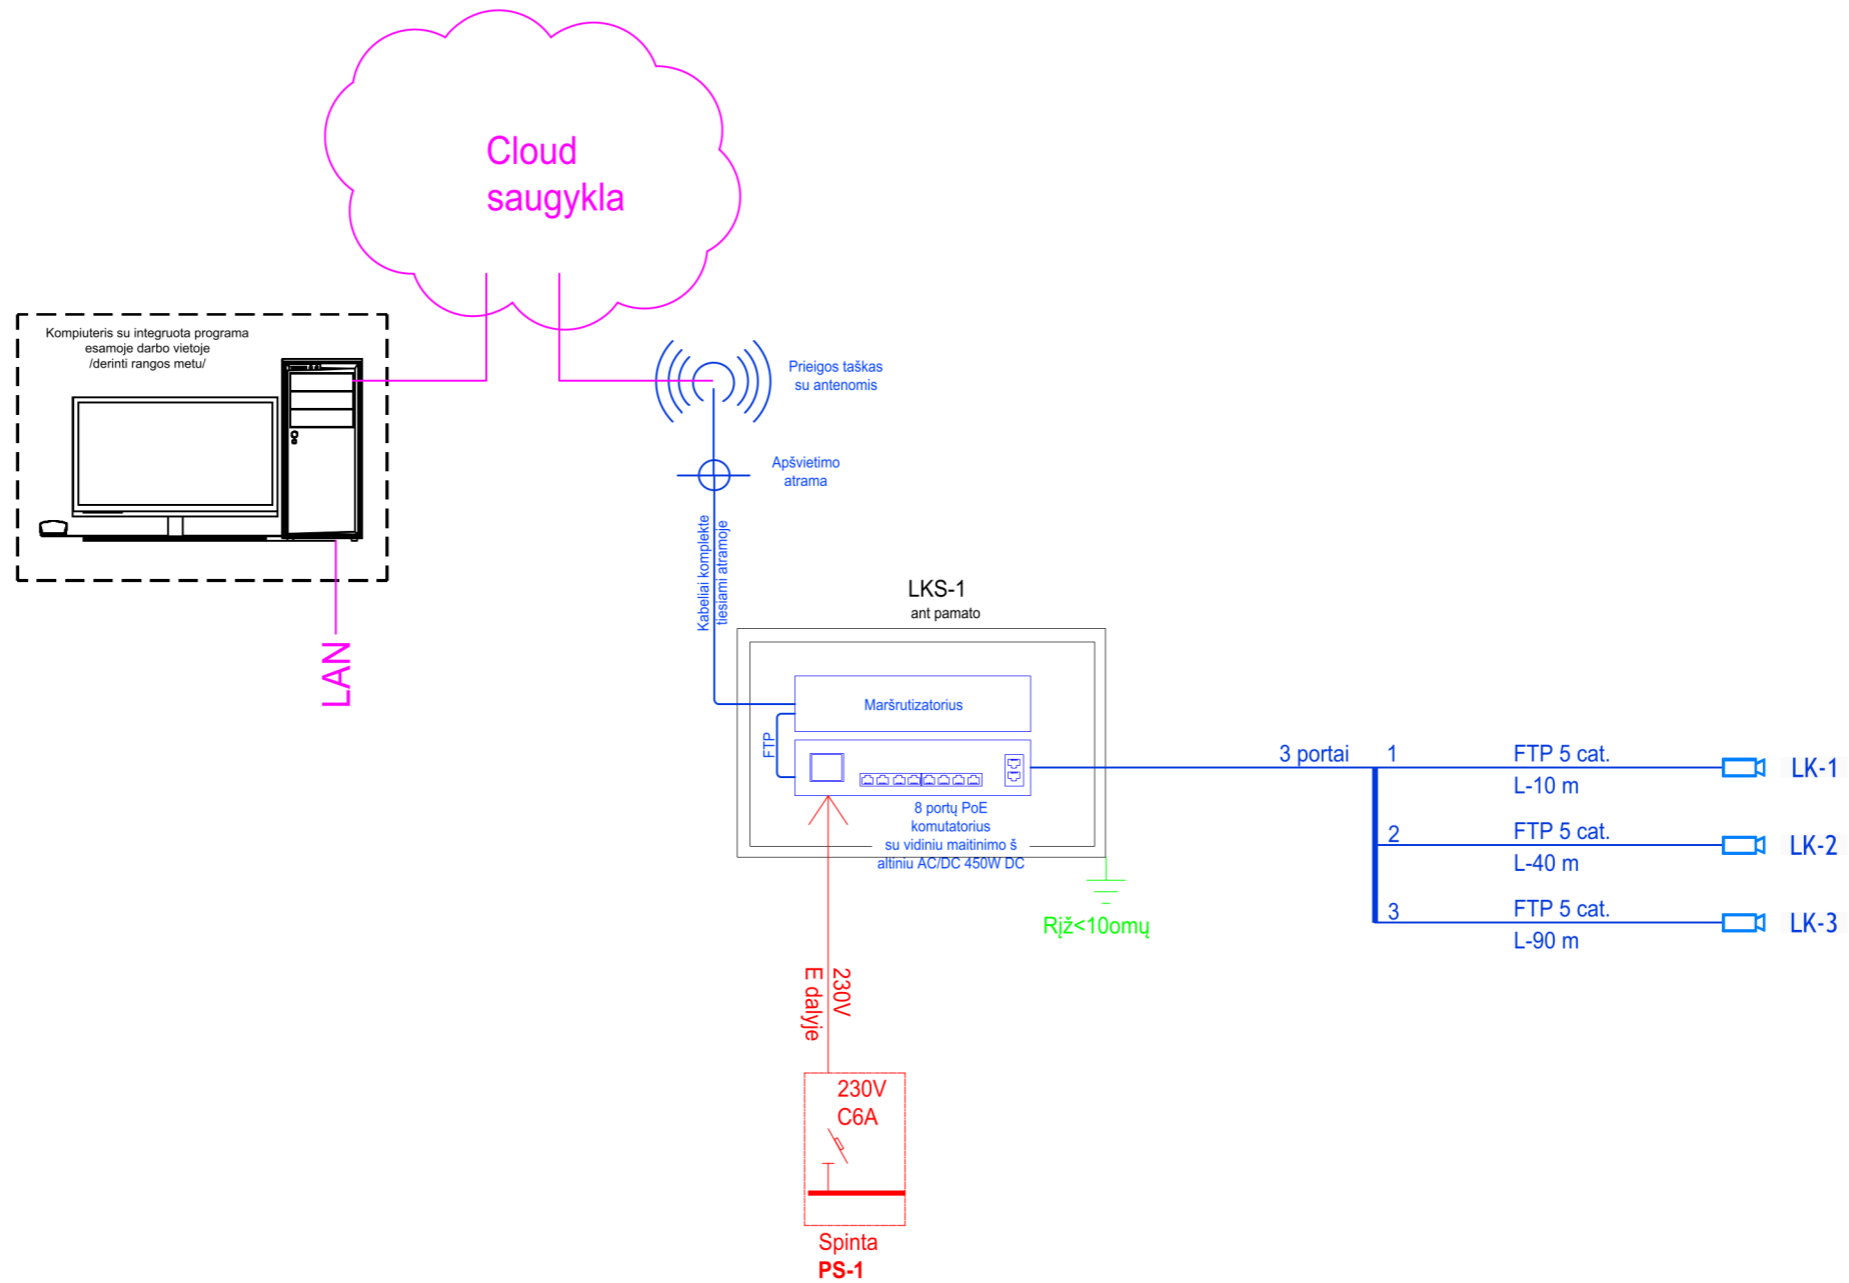 Cloud
saugykla
Kompiuteris su integruota programa
esamoje darbo vietoje
/derinti rangos metu/
Prieigos taškas
su antenomis
Apšvietimo
atrama
Kabeliai komplekte
tiesiami atramoje
LAN
LKS-1
ant pamato
Maršrutizatorius
FTP
8 portų PoE
komutatorius
su vidiniu maitinimo š
altiniu AC/DC 450W DC
3 portai
1
FTP 5 cat.
L-10 m
LK-1
2
FTP 5 cat.
L-40 m
LK-2
3
FTP 5 cat.
L-90 m
LK-3
Rįž<10omų
230V
E dalyje
230V
C6A
Spinta
PS-1